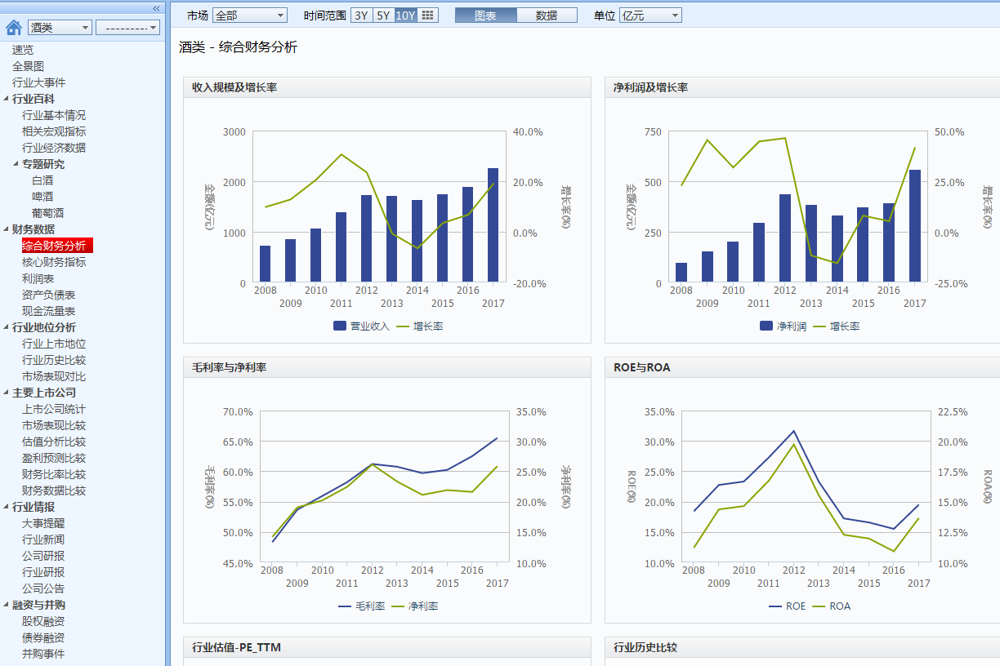 «
酒类
---------
速览
全景图
行业大事件
行业百科
行业基本情况
相关宏观指标
行业经济数据
专题研究
白酒
啤酒
葡萄酒
财务数据
综合财务分析
核心财务指标
利润表
资产负债表
现金流量表
行业地位分析
行业上市地位
行业历史比较
市场表现对比
主要上市公司
上市公司统计
市场表现比较
估值分析比较
盈利预测比较
财务比率比较
财务数据比较
行业情报
大事提醒
行业新闻
公司研报
行业研报
公司公告
融资与并购
股权融资
债券融资
并购事件
市场 全部 时间范围 3Y 5Y 10Y 图表 数据 单位 亿元
酒类 - 综合财务分析
收入规模及增长率
3000 40.0%
2000 20.0%
1000 0.0%
0 -20.0%
金额(亿元)
增长率(%)
2008 2010 2012 2014 2016
2009 2011 2013 2015 2017
营业收入 增长率
净利润及增长率
750 50.0%
500 25.0%
250 0.0%
0 -25.0%
金额(亿元)
增长率(%)
2008 2010 2012 2014 2016
2009 2011 2013 2015 2017
净利润 增长率
毛利率与净利率
70.0% 35.0%
65.0% 30.0%
60.0% 25.0%
55.0% 20.0%
50.0% 15.0%
45.0% 10.0%
毛利率(%)
净利率(%)
2008 2010 2012 2014 2016
2009 2011 2013 2015 2017
毛利率 净利率
ROE与ROA
35.0% 22.5%
30.0% 20.0%
25.0% 17.5%
20.0% 15.0%
15.0% 12.5%
10.0% 10.0%
ROE(%)
ROA(%)
2008 2010 2012 2014 2016
2009 2011 2013 2015 2017
ROE ROA
行业估值-PE_TTM
行业历史比较